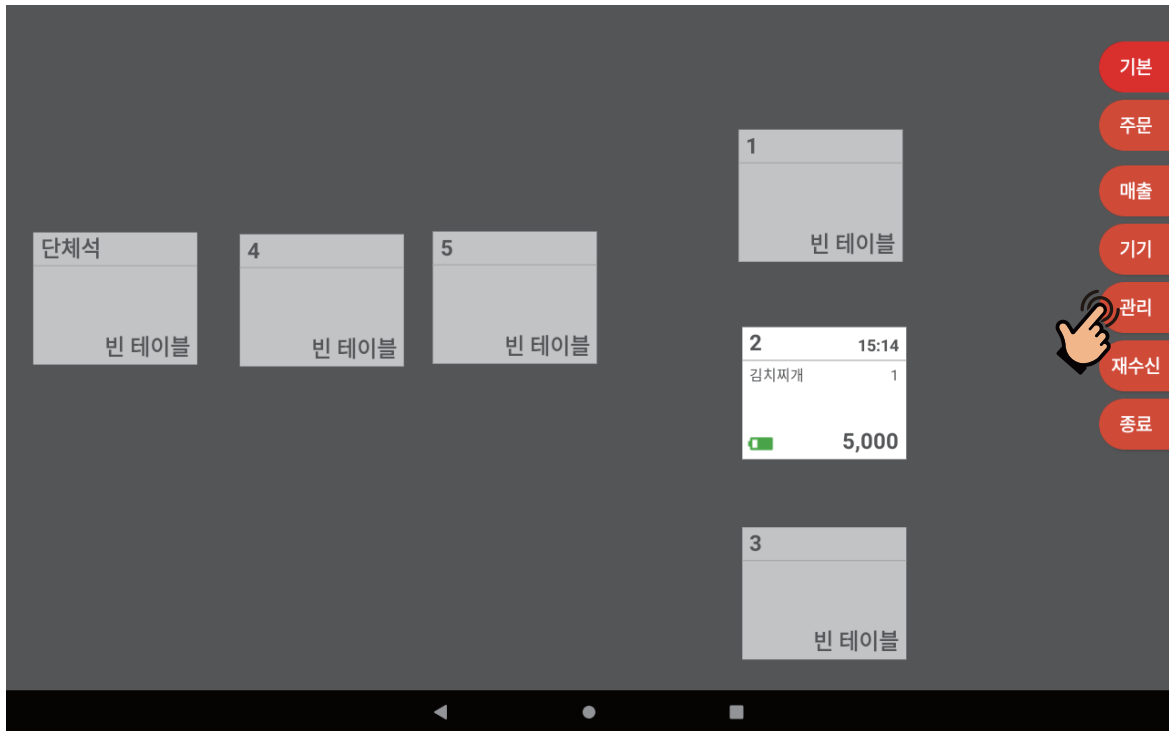 단체석
빈 테이블
4
빈 테이블
5
빈 테이블
1
빈 테이블
2 15:14
김치찌개 1
5,000
3
빈 테이블
기본
주문
매출
기기
관리
재수신
종료